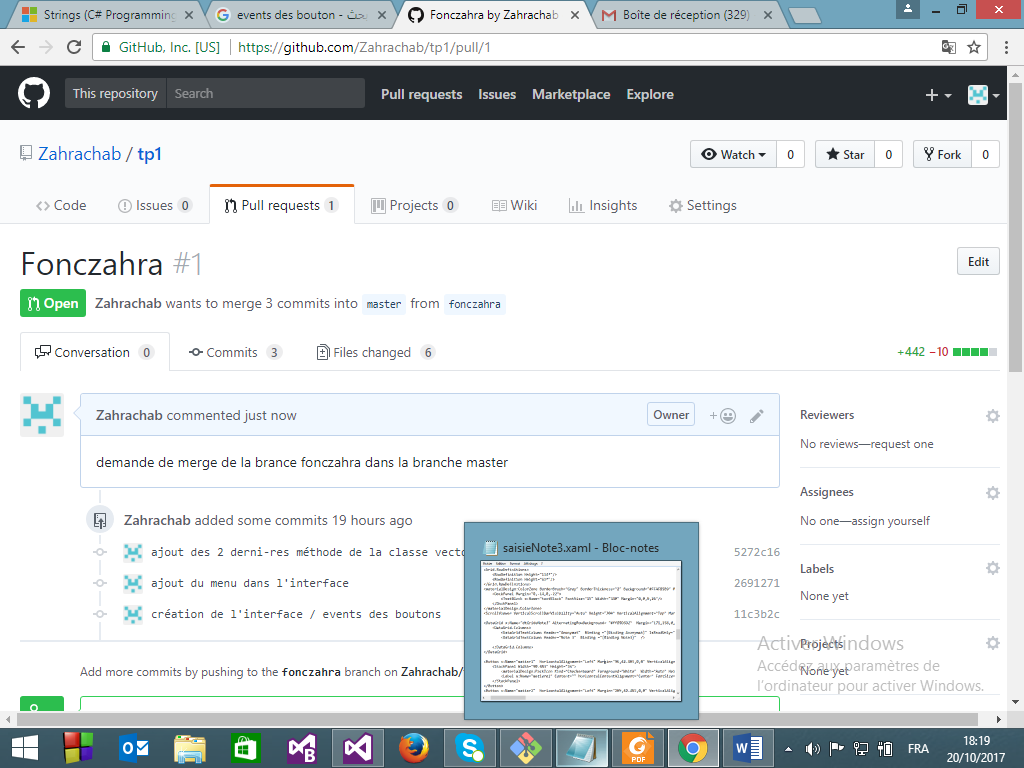 Strings (C# Programming
events des bouton - بحث
Fonczahra by Zahrachab
Boîte de réception (329)
GitHub, Inc. [US] https://github.com/Zahrachab/tp1/pull/1
This repository Search Pull requests Issues Marketplace Explore
Zahrachab / tp1
Watch 0 Star 0 Fork 0
Code Issues 0 Pull requests 1 Projects 0 Wiki Insights Settings
Fonczahra #1
Edit
Open Zahrachab wants to merge 3 commits into master from fonczahra
Conversation 0 Commits 3 Files changed 6
+442 −10
Zahrachab commented just now Owner
demande de merge de la brance fonczahra dans la branche master
Reviewers
No reviews—request one
Assignees
No one—assign yourself
Labels
None yet
Projects
None yet
Zahrachab added some commits 19 hours ago
ajout des 2 derni-res méthode de la classe vecto 5272c16
ajout du menu dans l'interface 2691271
création de l'interface / events des boutons 11c3b2c
Add more commits by pushing to the fonczahra branch on Zahrachab/
saisieNote3.xaml - Bloc-notes
Activer Windows
Accédez aux paramètres de
l'ordinateur pour activer Windows.
FRA
18:19
20/10/2017